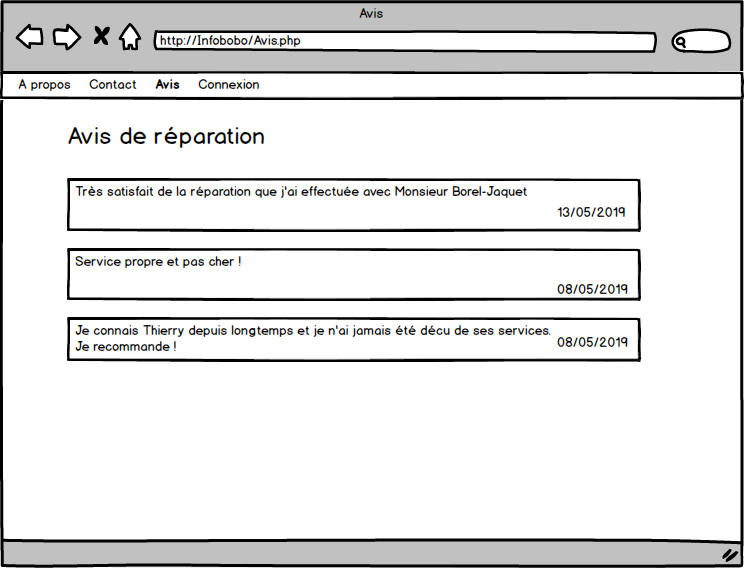 Avis
http://Infobobo/Avis.php
A propos Contact Avis Connexion
Avis de réparation
Très satisfait de la réparation que j'ai effectuée avec Monsieur Borel-Jaquet
13/05/2019
Service propre et pas cher !
08/05/2019
Je connais Thierry depuis longtemps et je n'ai jamais été décu de ses services.
Je recommande !
08/05/2019